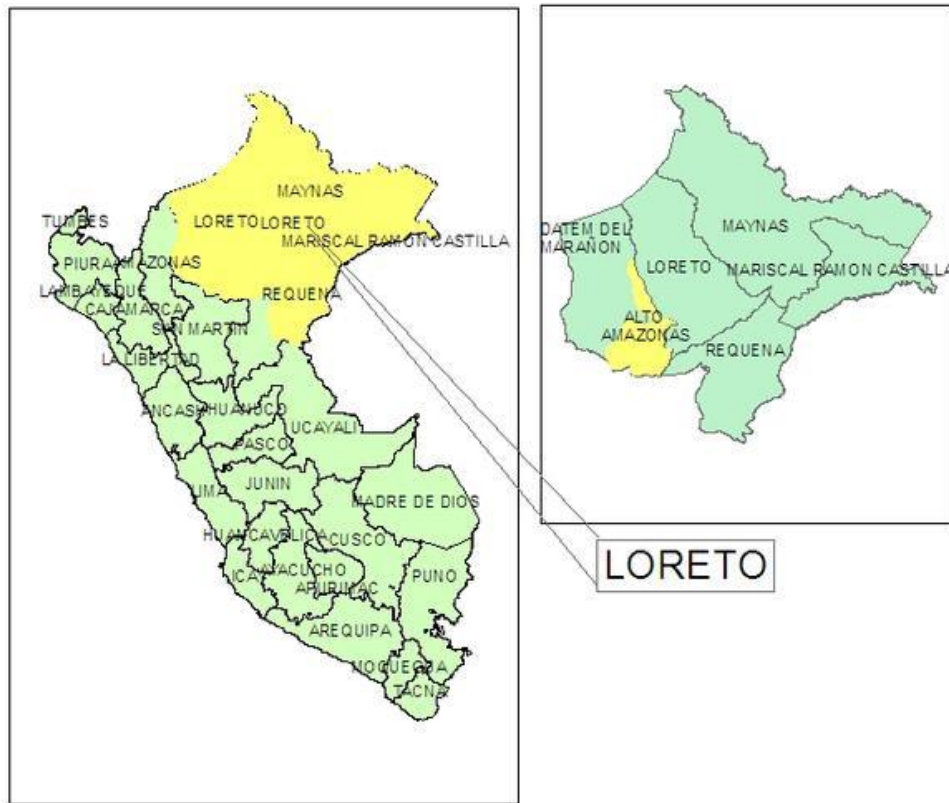 MAYNAS
LORETO LORETO
MARISCAL RAMON CASTILLA
TUMBES
PIURA AMAZONAS
REQUENA
LAMBAYEQUE
CAJAMARCA
SAN MARTIN
LA LIBERTAD
ANCASH HUANUCO
UCAYALI
PASCO
LIMA JUNIN
MADRE DE DIOS
HUANCAVELICA CUSCO
ICA AYACUCHO
APURIMAC
PUNO
AREQUIPA
MOQUEGUA
TACNA
DATEM DEL
MARAÑON
MAYNAS
LORETO
MARISCAL RAMON CASTILLA
ALTO
AMAZONAS
REQUENA
LORETO